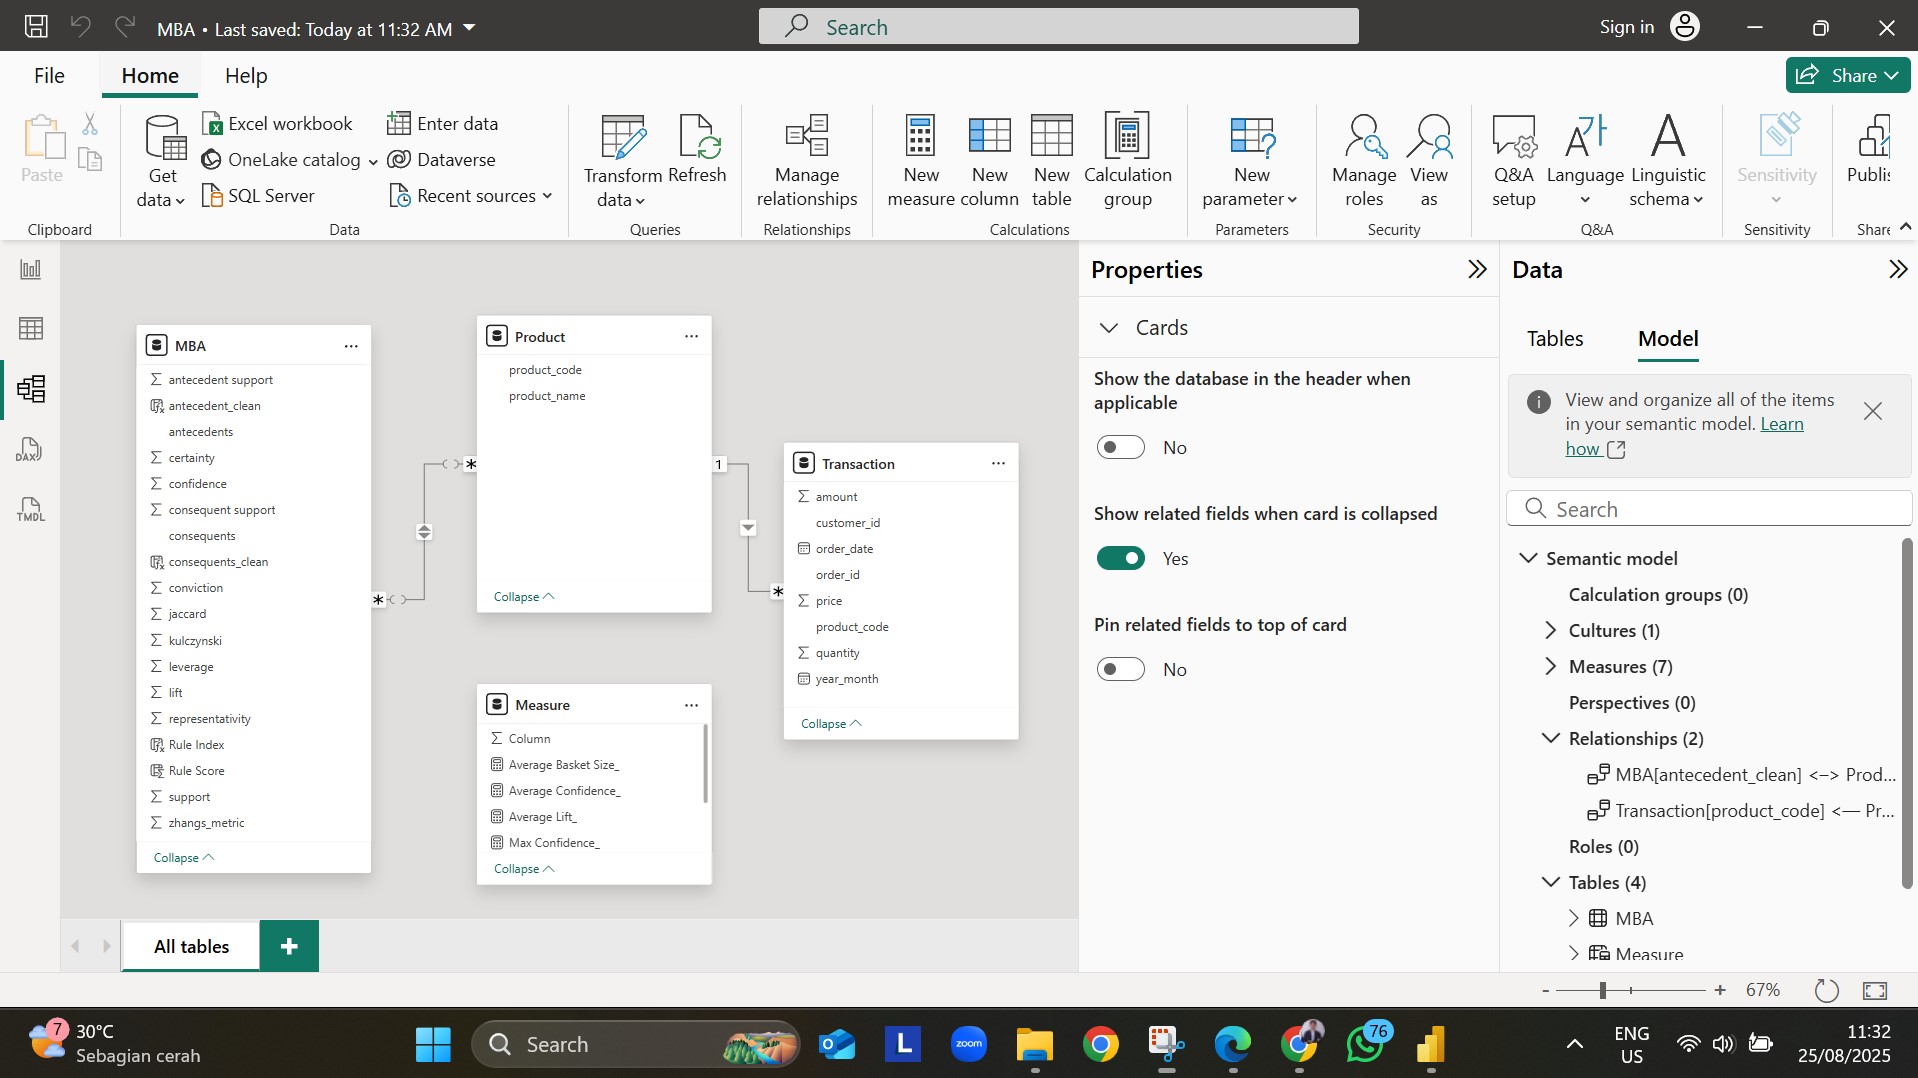 MBA • Last saved: Today at 11:32 AM
Search
Sign in
File
Home
Help
Share
Paste
Clipboard
Get data
Excel workbook
OneLake catalog
SQL Server
Enter data
Dataverse
Recent sources
Data
Transform data
Refresh
Queries
Manage relationships
Relationships
New measure
New column
New table
Calculation group
Calculations
New parameter
Parameters
Manage roles
View as
Security
Q&A setup
Language
Linguistic schema
Q&A
Sensitivity
Sensitivity
Publis
Share
DAX
TMDL
MBA
antecedent support
antecedent_clean
antecedents
certainty
confidence
consequent support
consequents
consequents_clean
conviction
jaccard
kulczynski
leverage
lift
representativity
Rule Index
Rule Score
support
zhangs_metric
Collapse
Product
product_code
product_name
Collapse
1
*
*
*
Measure
Column
Average Basket Size_
Average Confidence_
Average Lift_
Max Confidence_
Collapse
Transaction
amount
customer_id
order_date
order_id
price
product_code
quantity
year_month
Collapse
All tables
+
Properties
Cards
Show the database in the header when
applicable
No
Show related fields when card is collapsed
Yes
Pin related fields to top of card
No
Data
Tables
Model
View and organize all of the items
in your semantic model. Learn
how
Search
Semantic model
Calculation groups (0)
Cultures (1)
Measures (7)
Perspectives (0)
Relationships (2)
MBA[antecedent_clean] <–> Prod...
Transaction[product_code] <— Pr...
Roles (0)
Tables (4)
MBA
Measure
- + 67%
7
30°C
Sebagian cerah
Search
L
zoom
76
ENG
US
11:32
25/08/2025